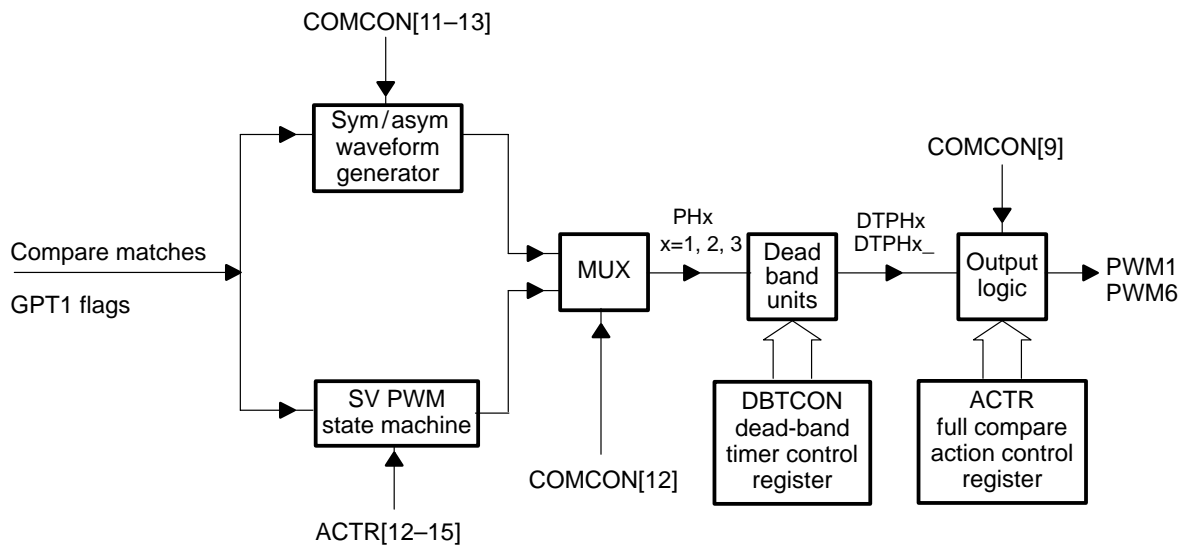 COMCON[11–13]
Sym/asym
waveform
generator
COMCON[9]
Compare matches
GPT1 flags
MUX
PHx
x=1, 2, 3
Dead
band
units
DTPHx
DTPHx_
Output
logic
PWM1
PWM6
SV PWM
state machine
DBTCON
dead-band
timer control
register
ACTR
full compare
action control
register
COMCON[12]
ACTR[12–15]